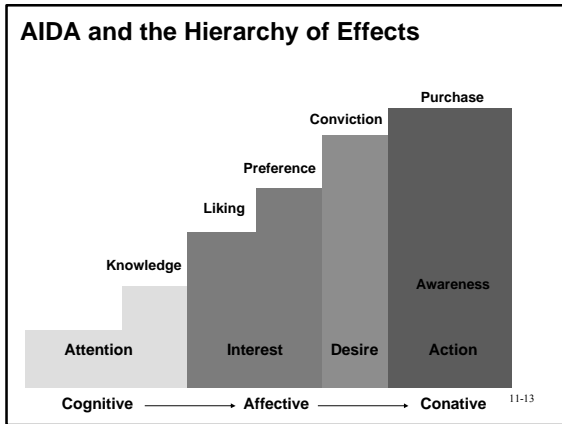 AIDA and the Hierarchy of Effects
Purchase
Conviction
Preference
Liking
Knowledge
Awareness
Attention Interest Desire Action
Cognitive Affective Conative
11-13